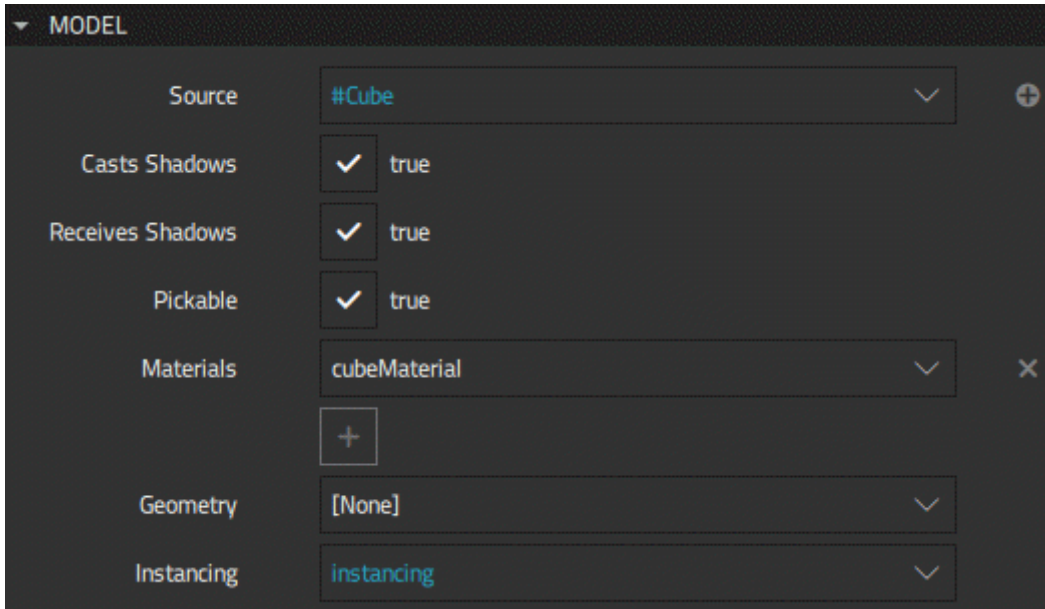 MODEL
Source #Cube
Casts Shadows true
Receives Shadows true
Pickable true
Materials cubeMaterial
Geometry [None]
Instancing instancing